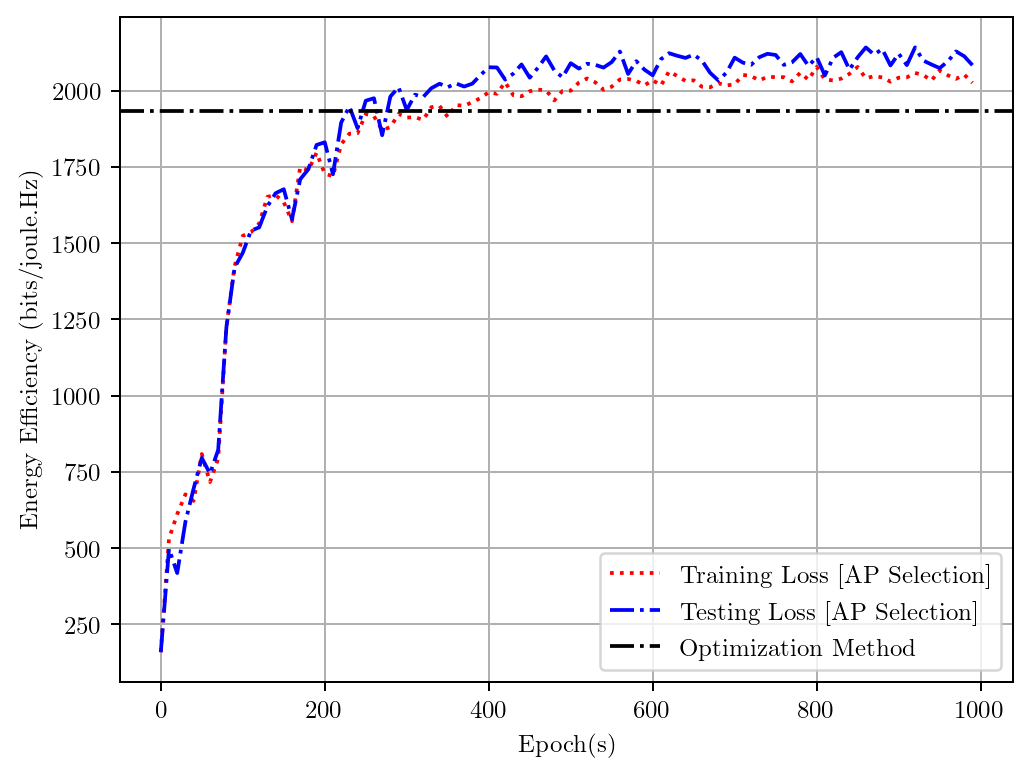 Energy Efficiency (bits/joule.Hz)
2000
1750
1500
1250
1000
750
500
250
Training Loss [AP Selection]
Testing Loss [AP Selection]
Optimization Method
0 200 400 600 800 1000
Epoch(s)